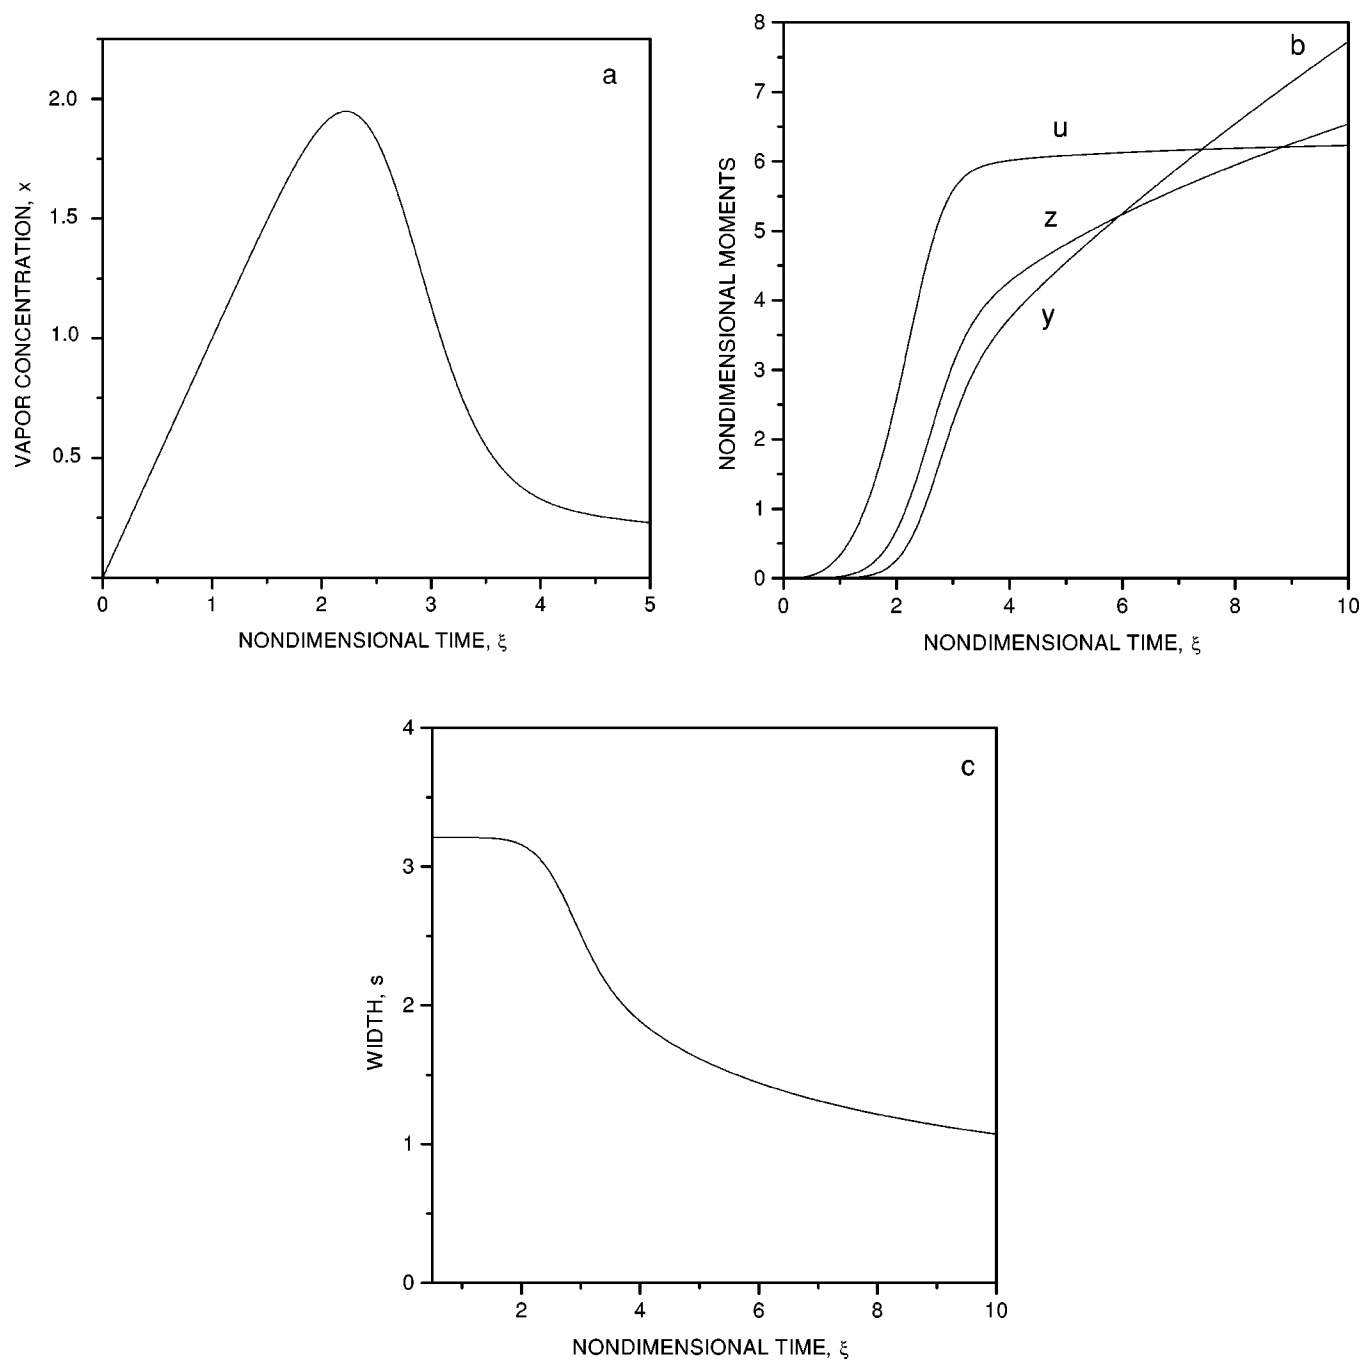 a
2.0
1.5
1.0
0.5
VAPOR CONCENTRATION, x
0 1 2 3 4 5
NONDIMENSIONAL TIME, ξ
b
8
7
6
5
4
3
2
1
0
u
z
y
NONDIMENSIONAL MOMENTS
0 2 4 6 8 10
NONDIMENSIONAL TIME, ξ
c
4
3
2
1
0
WIDTH, s
2 4 6 8 10
NONDIMENSIONAL TIME, ξ